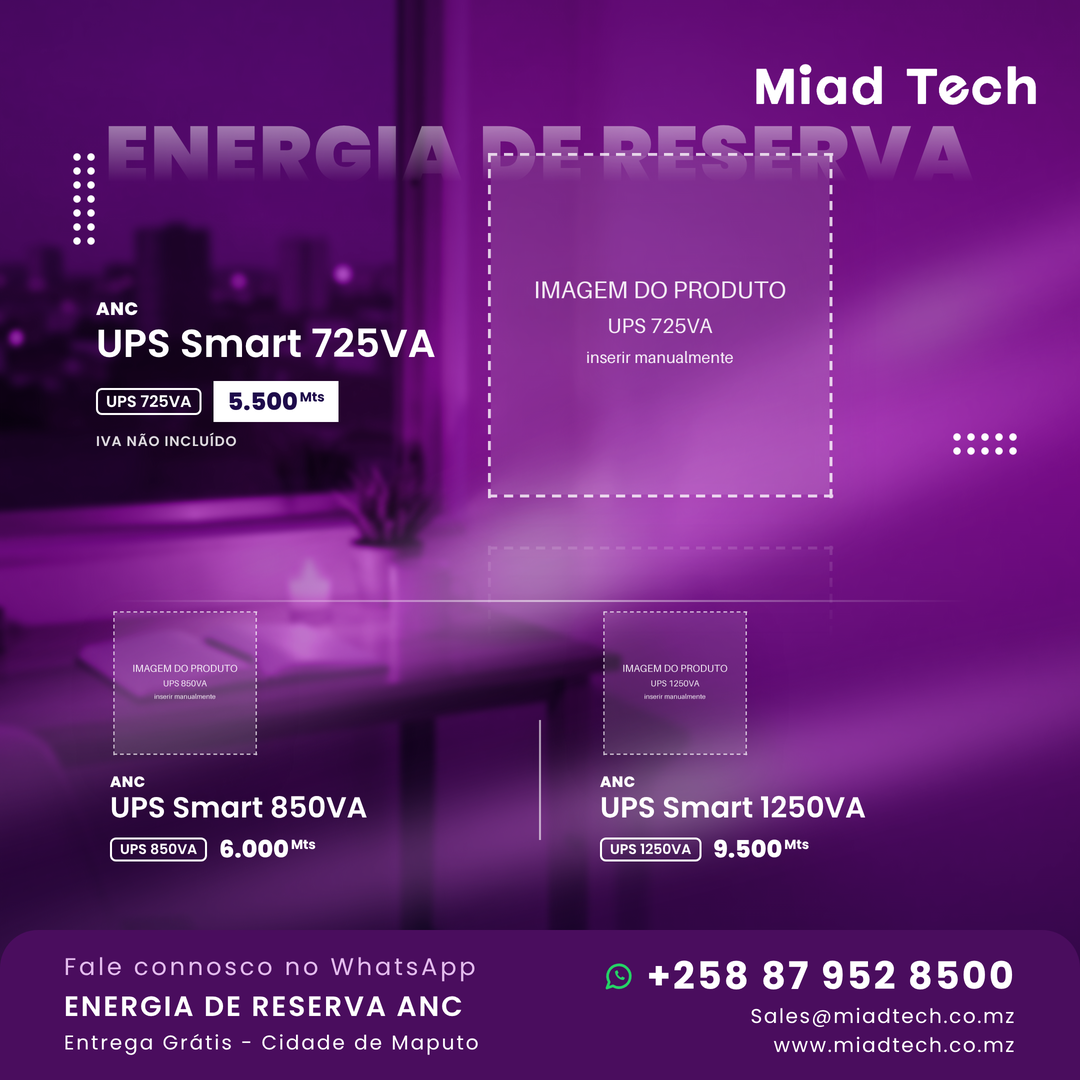 Miad Tech
ENERGIA DE RESERVA
IMAGEM DO PRODUTO
UPS 725VA
inserir manualmente
ANC
UPS Smart 725VA
UPS 725VA 5.500 Mts
IVA NÃO INCLUÍDO
IMAGEM DO PRODUTO
UPS 850VA
inserir manualmente
ANC
UPS Smart 850VA
UPS 850VA 6.000 Mts
IMAGEM DO PRODUTO
UPS 1250VA
inserir manualmente
ANC
UPS Smart 1250VA
UPS 1250VA 9.500 Mts
Fale connosco no WhatsApp
ENERGIA DE RESERVA ANC
Entrega Grátis - Cidade de Maputo
+258 87 952 8500
Sales@miadtech.co.mz
www.miadtech.co.mz